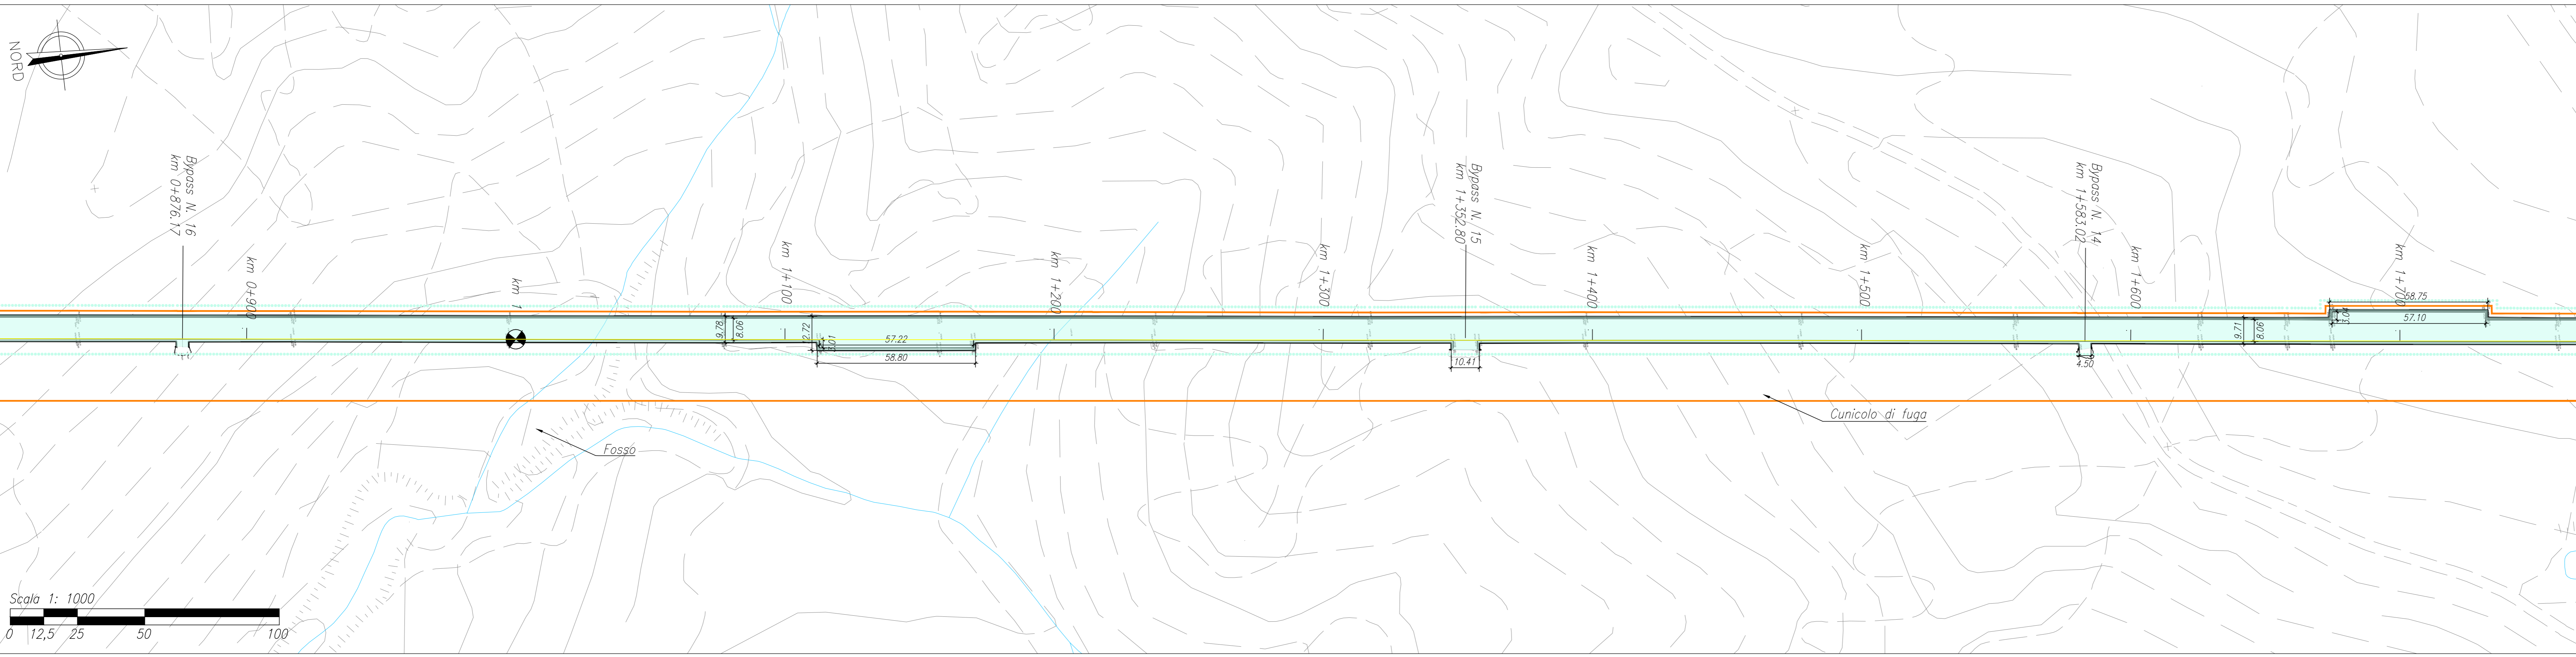 NORD
Bypass N. 16
km 0+876.17
km 0+900
km 1
km 1+100
km 1+200
km 1+300
Bypass N. 15
km 1+352.80
km 1+400
km 1+500
Bypass N. 14
km 1+583.02
km 1+600
km 1+700
9.78
8.06
3.01
57.22
58.80
10.41
4.50
9.71
8.06
58.75
57.10
Fosso
Cunicolo di fuga
Scala 1: 1000
0 12,5 25 50 100